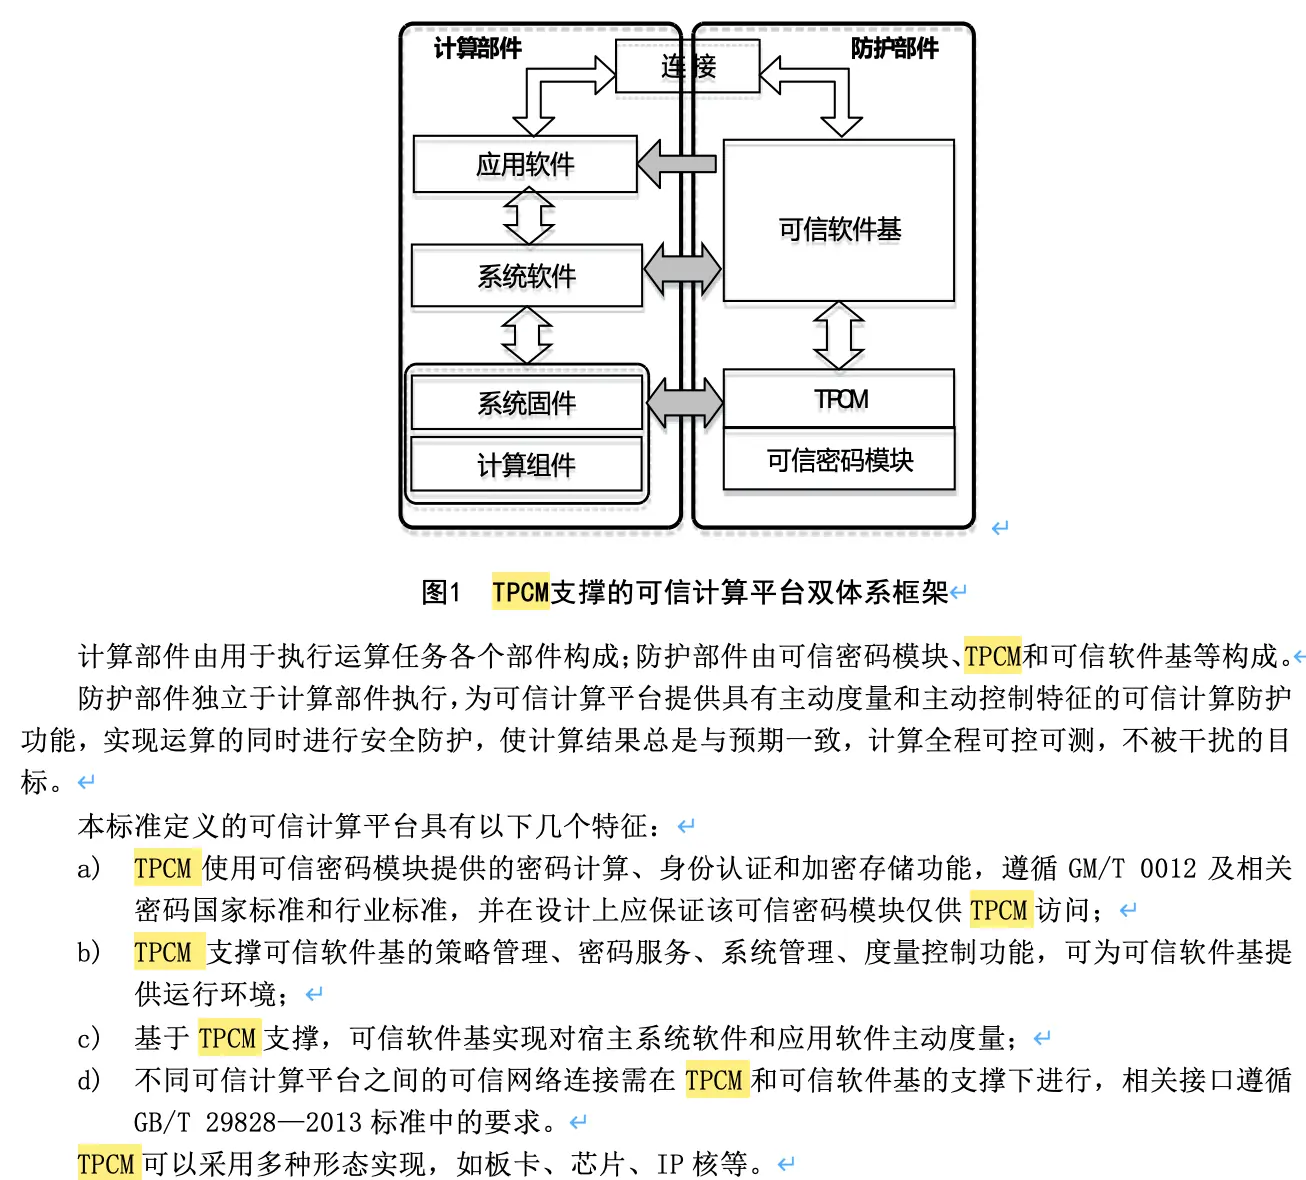 计算部件
连接
防护部件
应用软件
可信软件基
系统软件
系统固件
TPCM
计算组件
可信密码模块
图1 TPCM支撑的可信计算平台双体系框架
计算部件由用于执行运算任务各个部件构成；防护部件由可信密码模块、TPCM和可信软件基等构成。
防护部件独立于计算部件执行，为可信计算平台提供具有主动度量和主动控制特征的可信计算防护
功能，实现运算的同时进行安全防护，使计算结果总是与预期一致，计算全程可控可测，不被干扰的目
标。
本标准定义的可信计算平台具有以下几个特征：
a) TPCM 使用可信密码模块提供的密码计算、身份认证和加密存储功能，遵循 GM/T 0012 及相关
密码国家标准和行业标准，并在设计上应保证该可信密码模块仅供 TPCM 访问；
b) TPCM 支撑可信软件基的策略管理、密码服务、系统管理、度量控制功能，可为可信软件基提
供运行环境；
c) 基于 TPCM 支撑，可信软件基实现对宿主系统软件和应用软件主动度量；
d) 不同可信计算平台之间的可信网络连接需在 TPCM 和可信软件基的支撑下进行，相关接口遵循
GB/T 29828—2013 标准中的要求。
TPCM 可以采用多种形态实现，如板卡、芯片、IP 核等。